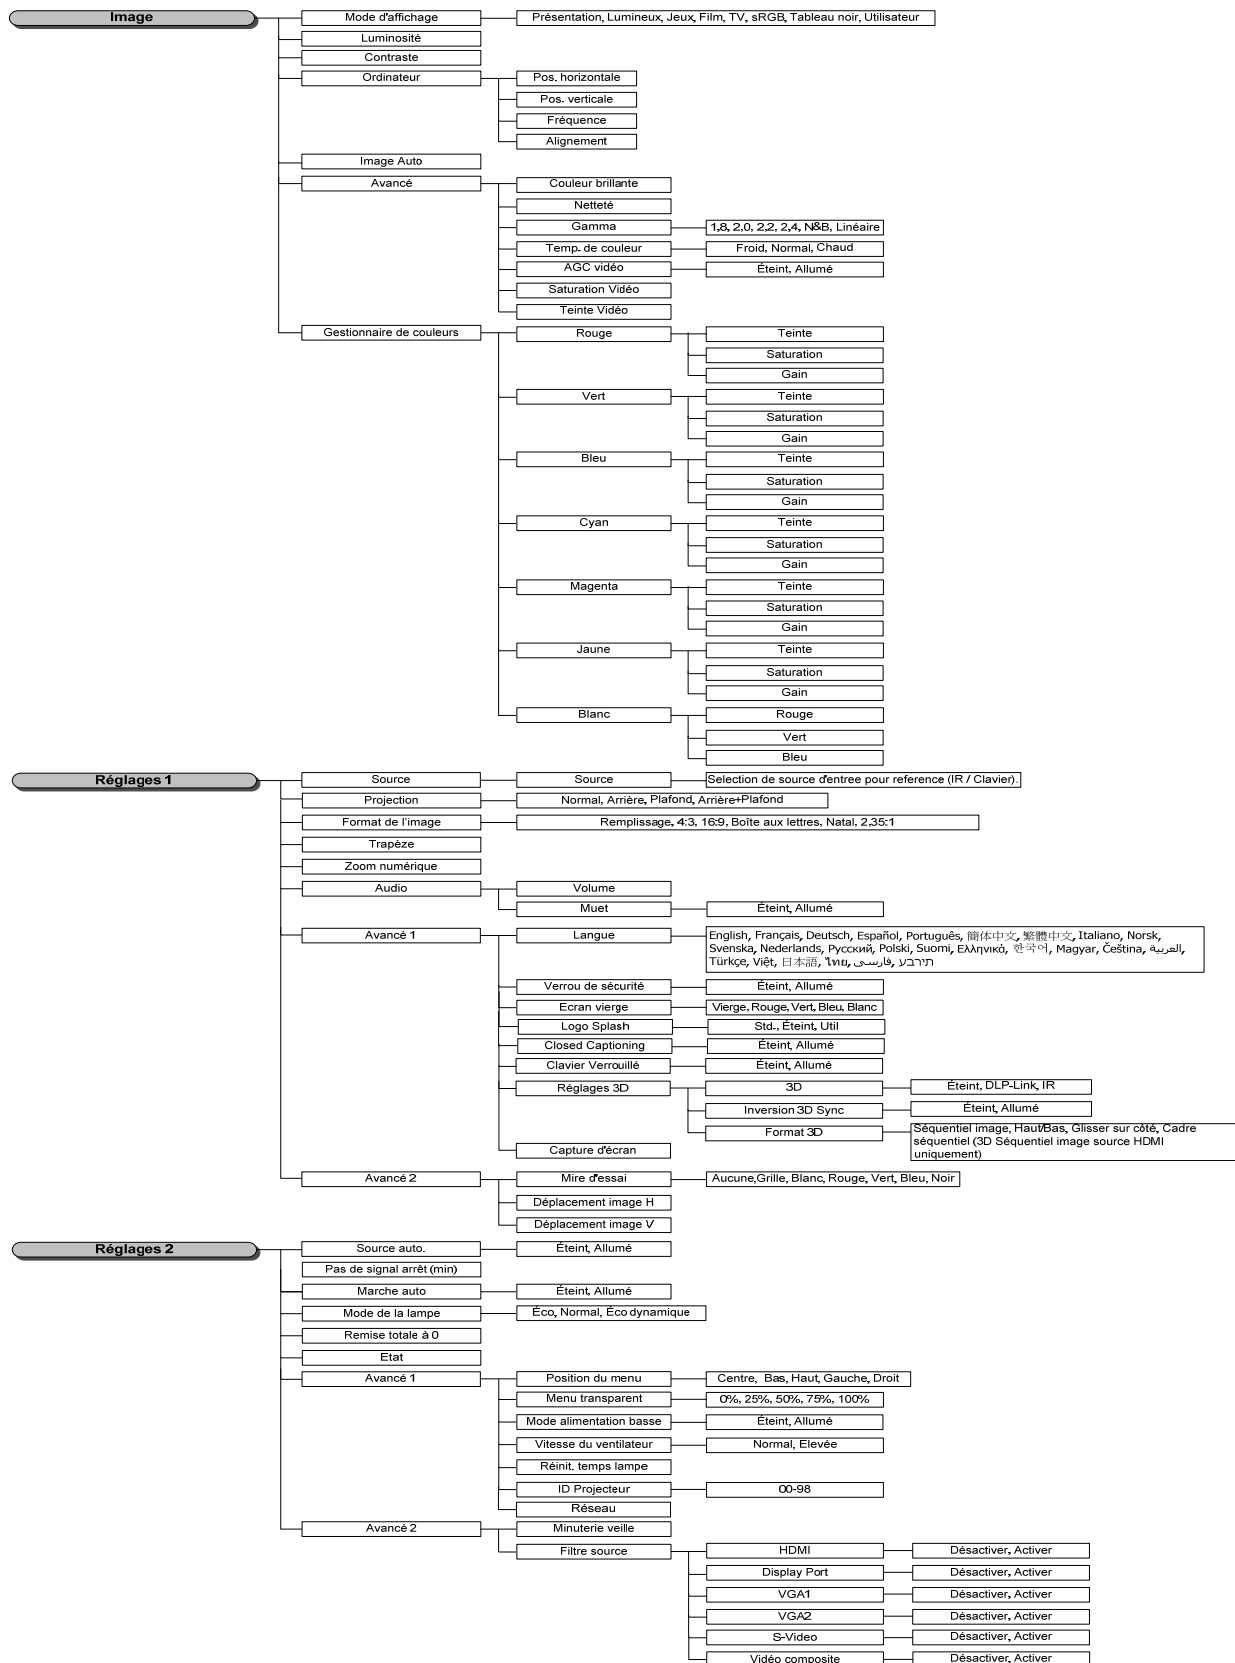 Image
Mode d'affichage
Présentation, Lumineux, Jeux, Film, TV, sRGB, Tableau noir, Utilisateur
Luminosité
Contraste
Ordinateur
Pos. horizontale
Pos. verticale
Fréquence
Alignement
Image Auto
Avancé
Couleur brillante
Netteté
Gamma
1,8, 2,0, 2,2, 2,4, N&B, Linéaire
Temp. de couleur
Froid, Normal, Chaud
AGC vidéo
Éteint, Allumé
Saturation Vidéo
Teinte Vidéo
Gestionnaire de couleurs
Rouge
Teinte
Saturation
Gain
Vert
Teinte
Saturation
Gain
Bleu
Teinte
Saturation
Gain
Cyan
Teinte
Saturation
Gain
Magenta
Teinte
Saturation
Gain
Jaune
Teinte
Saturation
Gain
Blanc
Rouge
Vert
Bleu
Réglages 1
Source
Source
Selection de source d'entree pour reference (IR / Clavier).
Projection
Normal, Arrière, Plafond, Arrière+Plafond
Format de l'image
Remplissage, 4:3, 16:9, Boîte aux lettres, Natal, 2,35:1
Trapèze
Zoom numérique
Audio
Volume
Muet
Éteint, Allumé
Avancé 1
Langue
English, Français, Deutsch, Español, Português, 簡体中文, 繁體中文, Italiano, Norsk,
Svenska, Nederlands, Русский, Polski, Suomi, Ελληνικά, 한국어, Magyar, Čeština, العربية,
Türkçe, Việt, 日本語, ไทย, فارسی, תירבע
Verrou de sécurité
Éteint, Allumé
Ecran vierge
Vierge, Rouge, Vert, Bleu, Blanc
Logo Splash
Std., Éteint, Util
Closed Captioning
Éteint, Allumé
Clavier Verrouillé
Éteint, Allumé
Réglages 3D
3D
Éteint, DLP-Link, IR
Inversion 3D Sync
Éteint, Allumé
Format 3D
Séquentiel image, Haut/Bas, Glisser sur côté, Cadre
séquentiel (3D Séquentiel image source HDMI
uniquement)
Capture d'écran
Avancé 2
Mire d'essai
Aucune,Grille, Blanc, Rouge, Vert, Bleu, Noir
Déplacement image H
Déplacement image V
Réglages 2
Source auto.
Éteint, Allumé
Pas de signal arrêt (min)
Marche auto
Éteint, Allumé
Mode de la lampe
Éco, Normal, Éco dynamique
Remise totale à 0
Etat
Avancé 1
Position du menu
Centre, Bas, Haut, Gauche, Droit
Menu transparent
0%, 25%, 50%, 75%, 100%
Mode alimentation basse
Éteint, Allumé
Vitesse du ventilateur
Normal, Elevée
Réinit. temps lampe
ID Projecteur
00-98
Réseau
Avancé 2
Minuterie veille
Filtre source
HDMI
Désactiver, Activer
Display Port
Désactiver, Activer
VGA1
Désactiver, Activer
VGA2
Désactiver, Activer
S-Video
Désactiver, Activer
Vidéo composite
Désactiver, Activer